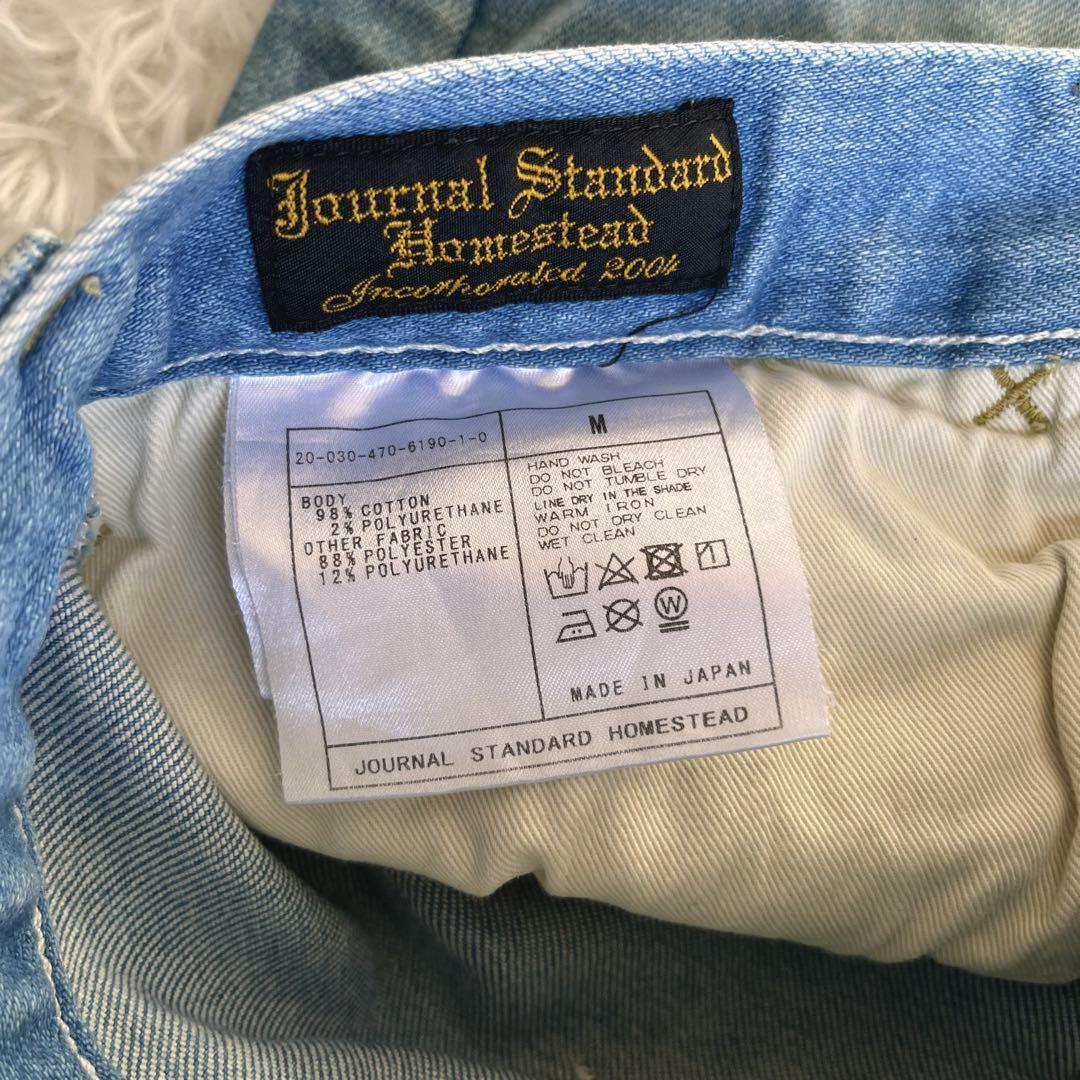 Journal Standard
Homestead
Incorporated 2004
20-030-470-6190-1-0
M
BODY
98% COTTON
2% POLYURETHANE
OTHER FABRIC
88% POLYESTER
12% POLYURETHANE
HAND WASH
DO NOT BLEACH
DO NOT TUMBLE DRY
LINE DRY IN THE SHADE
WARM IRON
DO NOT DRY CLEAN
WET CLEAN
W
MADE IN JAPAN
JOURNAL STANDARD HOMESTEAD